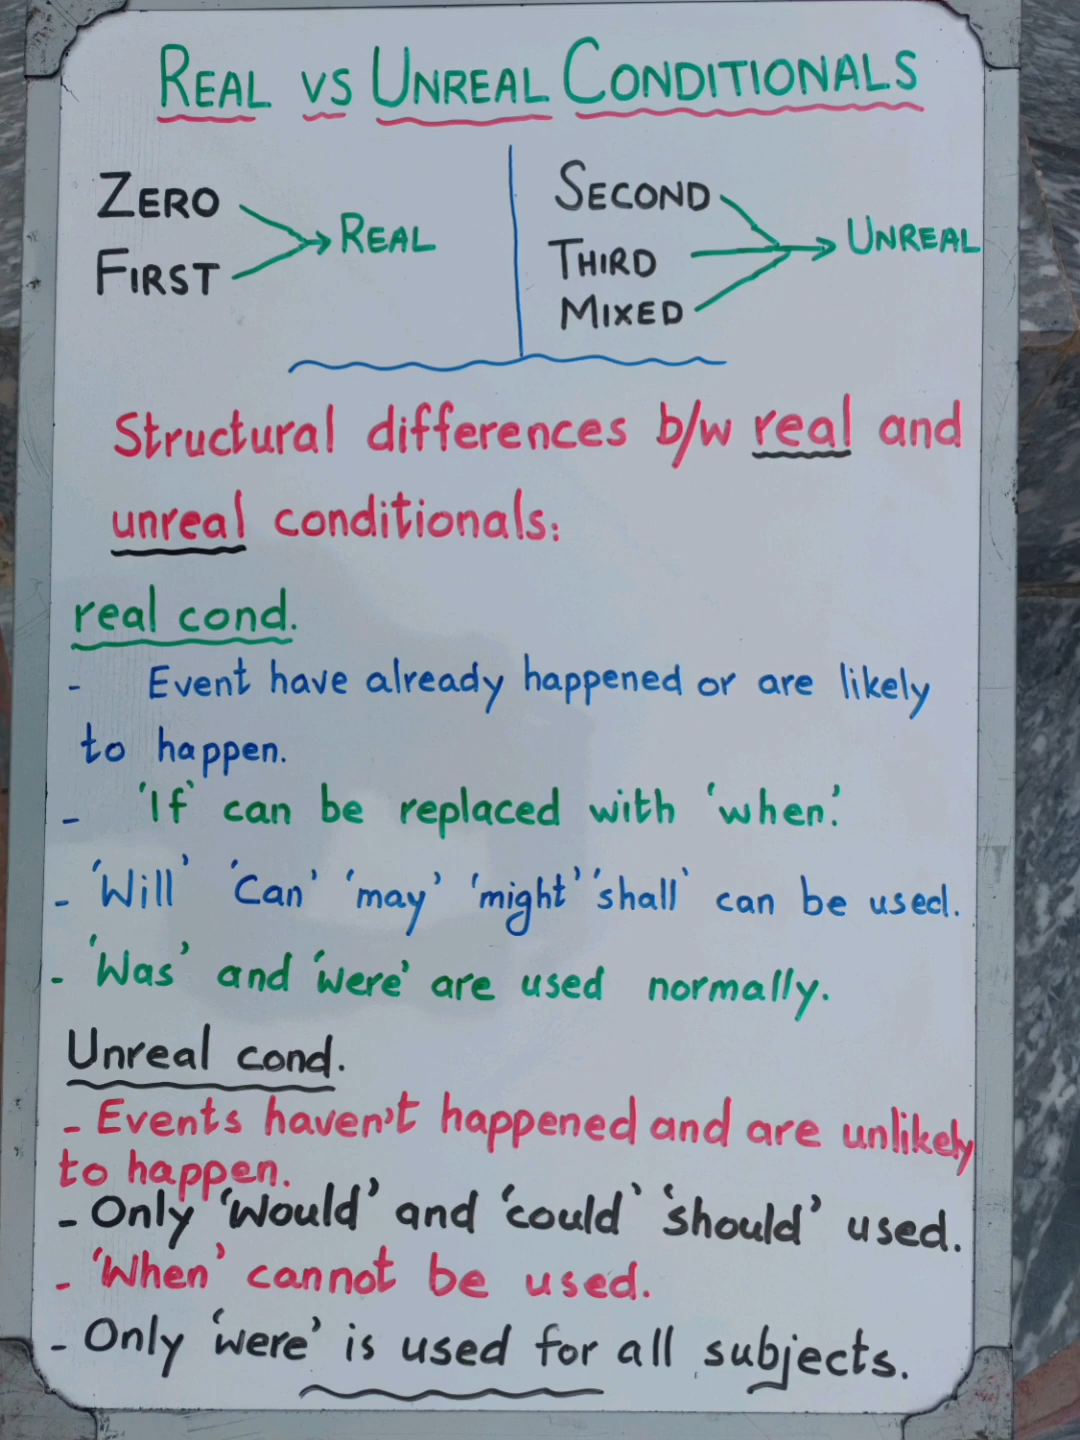 REAL VS UNREAL CONDITIONALS
ZERO
FIRST
REAL
SECOND
THIRD
MIXED
UNREAL
Structural differences b/w real and
unreal conditionals:
real cond.
- Event have already happened or are likely
to happen.
- 'If' can be replaced with 'when.'
- 'Will' 'Can' 'may' 'might' 'shall' can be used.
- 'Was' and 'were' are used normally.
Unreal cond.
- Events haven't happened and are unlikely
to happen.
- Only 'Would' and 'could' 'should' used.
- 'When' cannot be used.
- Only 'were' is used for all subjects.